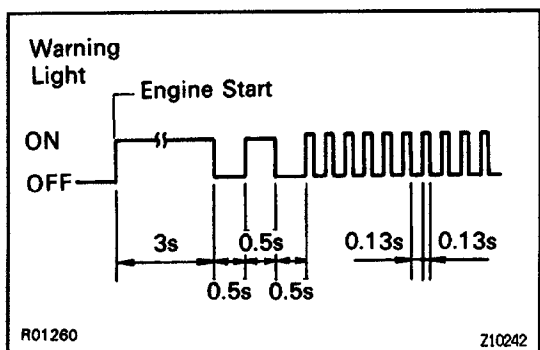 Warning
Light
Engine Start
ON
OFF
3s
0.5s
0.13s
0.13s
0.5s
0.5s
R01260
Z10242